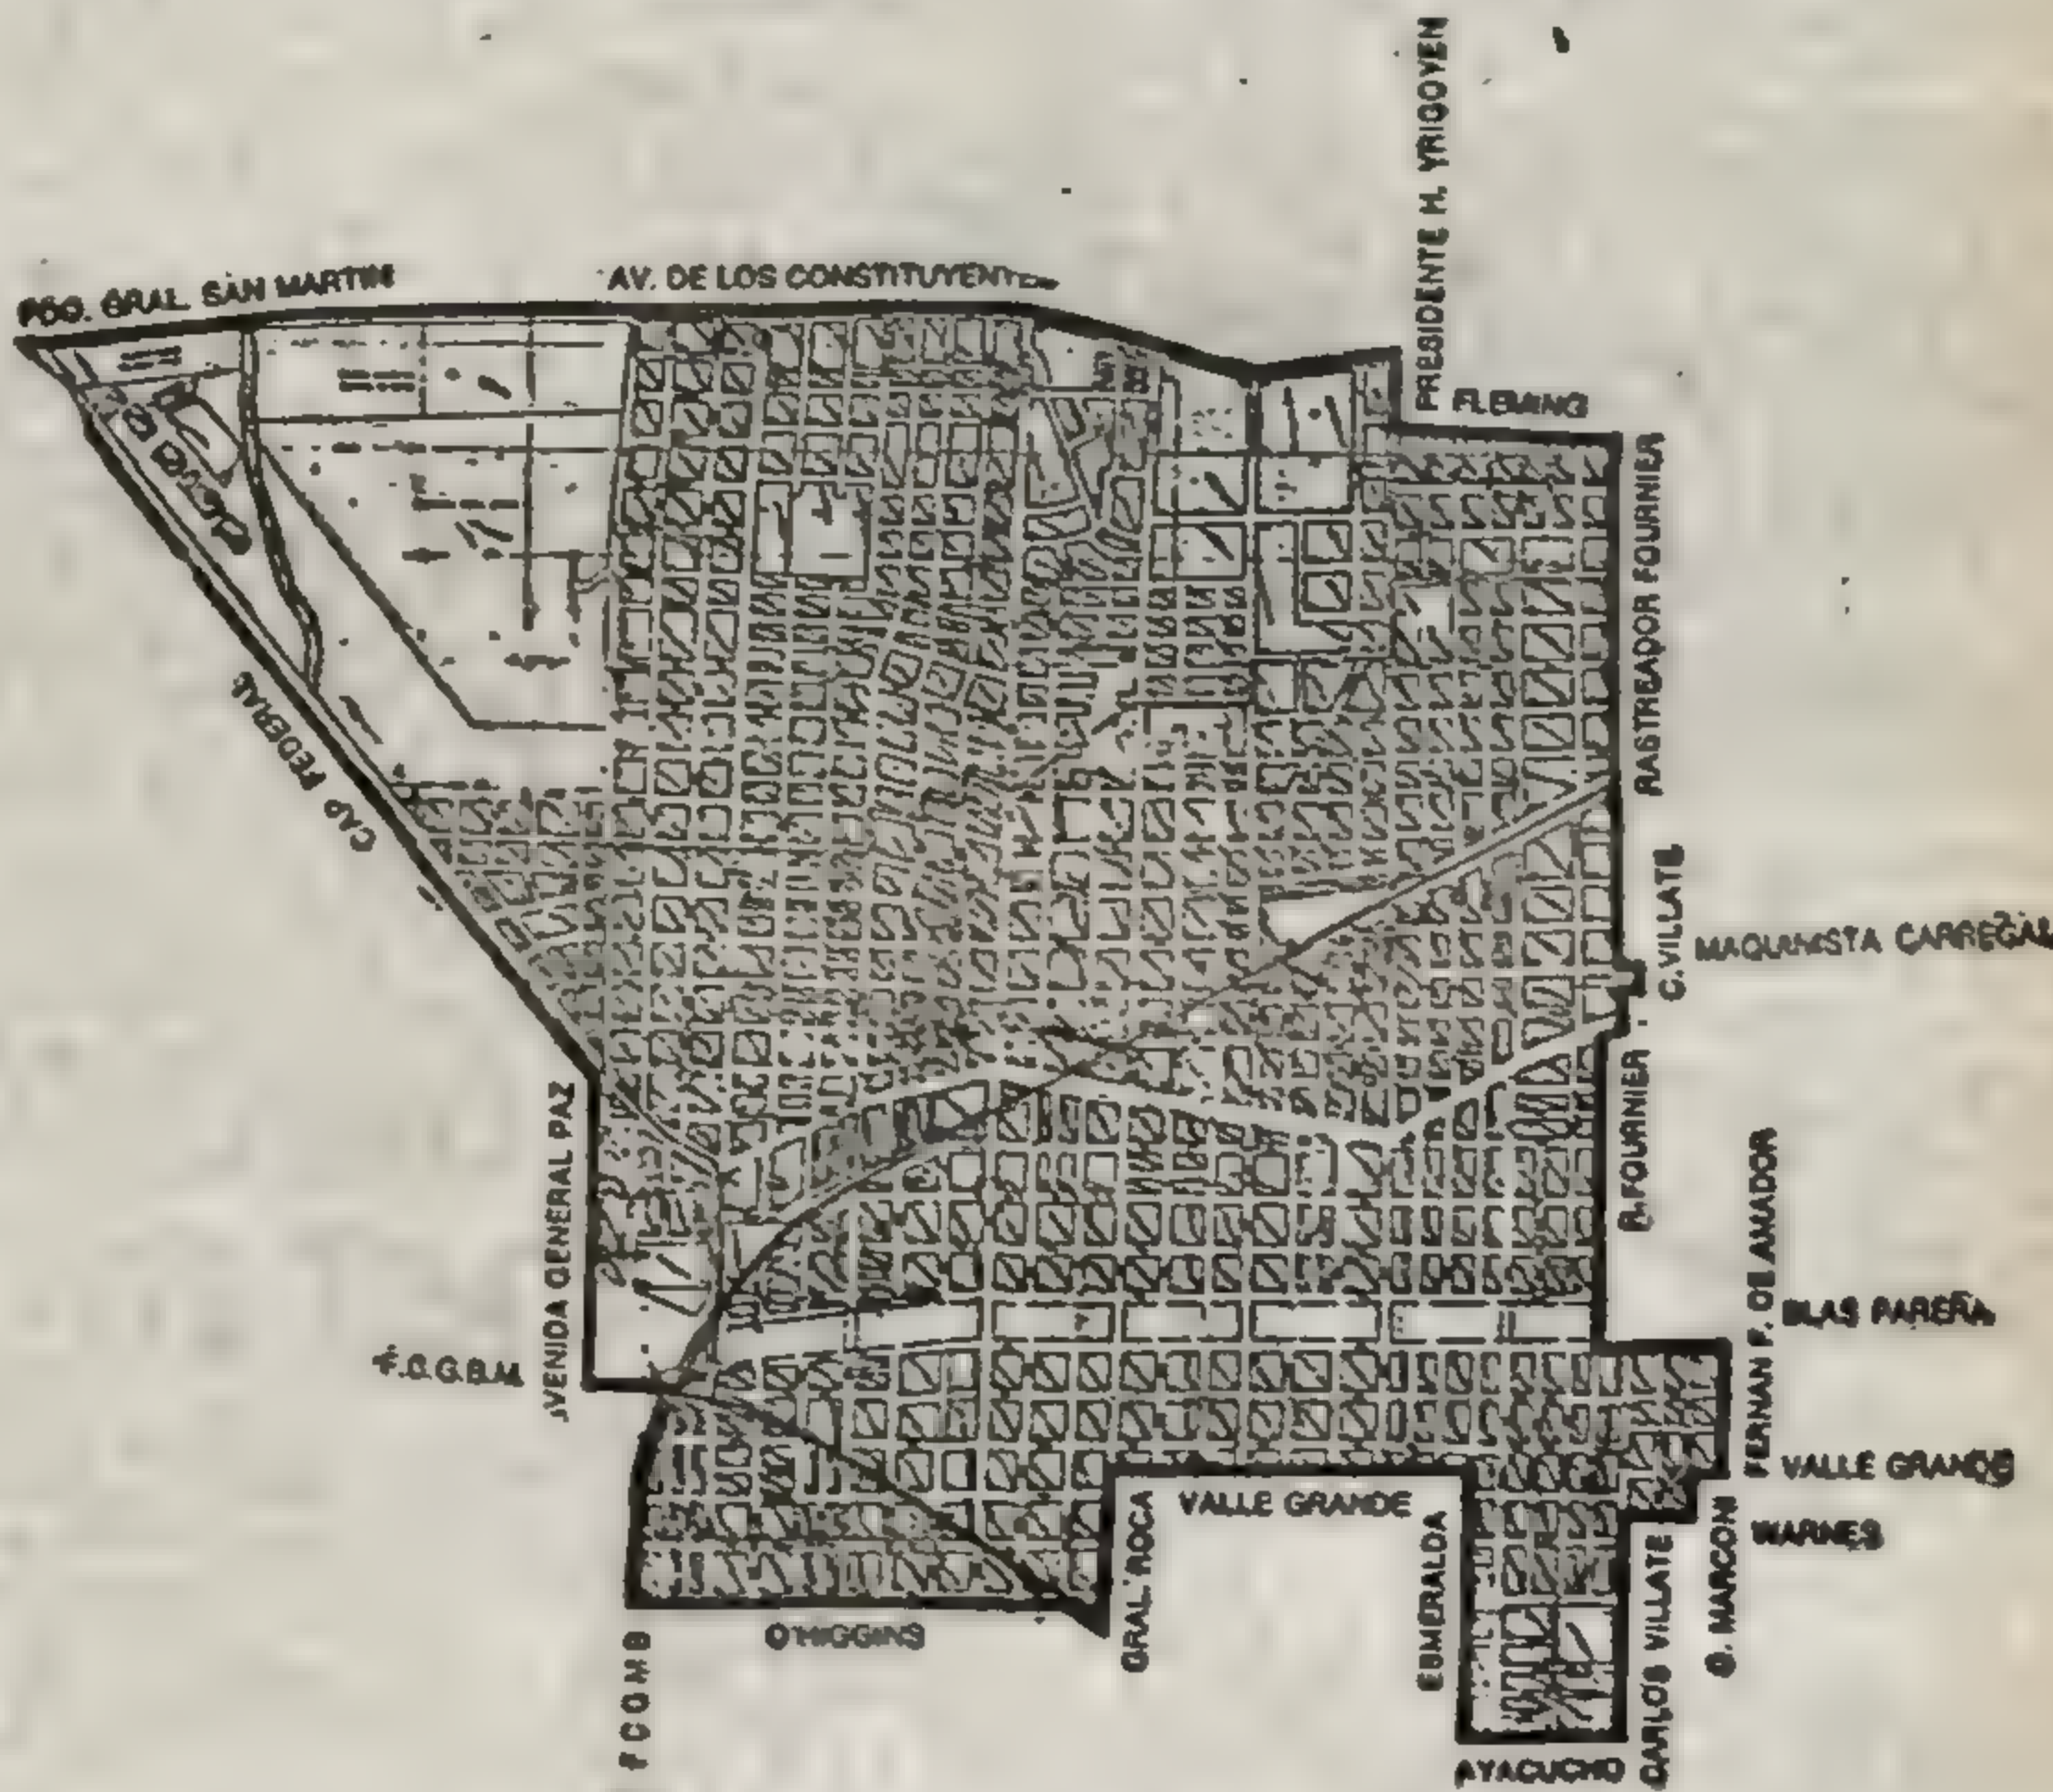 PRESIDENTE H. YRIGOYEN
PDO. GRAL. SAN MARTIN
AV. DE LOS CONSTITUYENTES
FLEMING
RASTREADOR FOURNIER
CAP FEDERAL
C. VILLATE
MAQUINISTA CARREGAL
R. FOURNIER
AVENIDA GENERAL PAZ
FERNAN F. DE AMADOR
BLAS PAREÑA
F.C.G.B.M.
VALLE GRANDE
VALLE GRANDE
WARNES
GRAL. ROCA
ESMERALDA
CARLOS VILLATE
G. MARCONI
O'HIGGINS
F C G M B
AYACUCHO